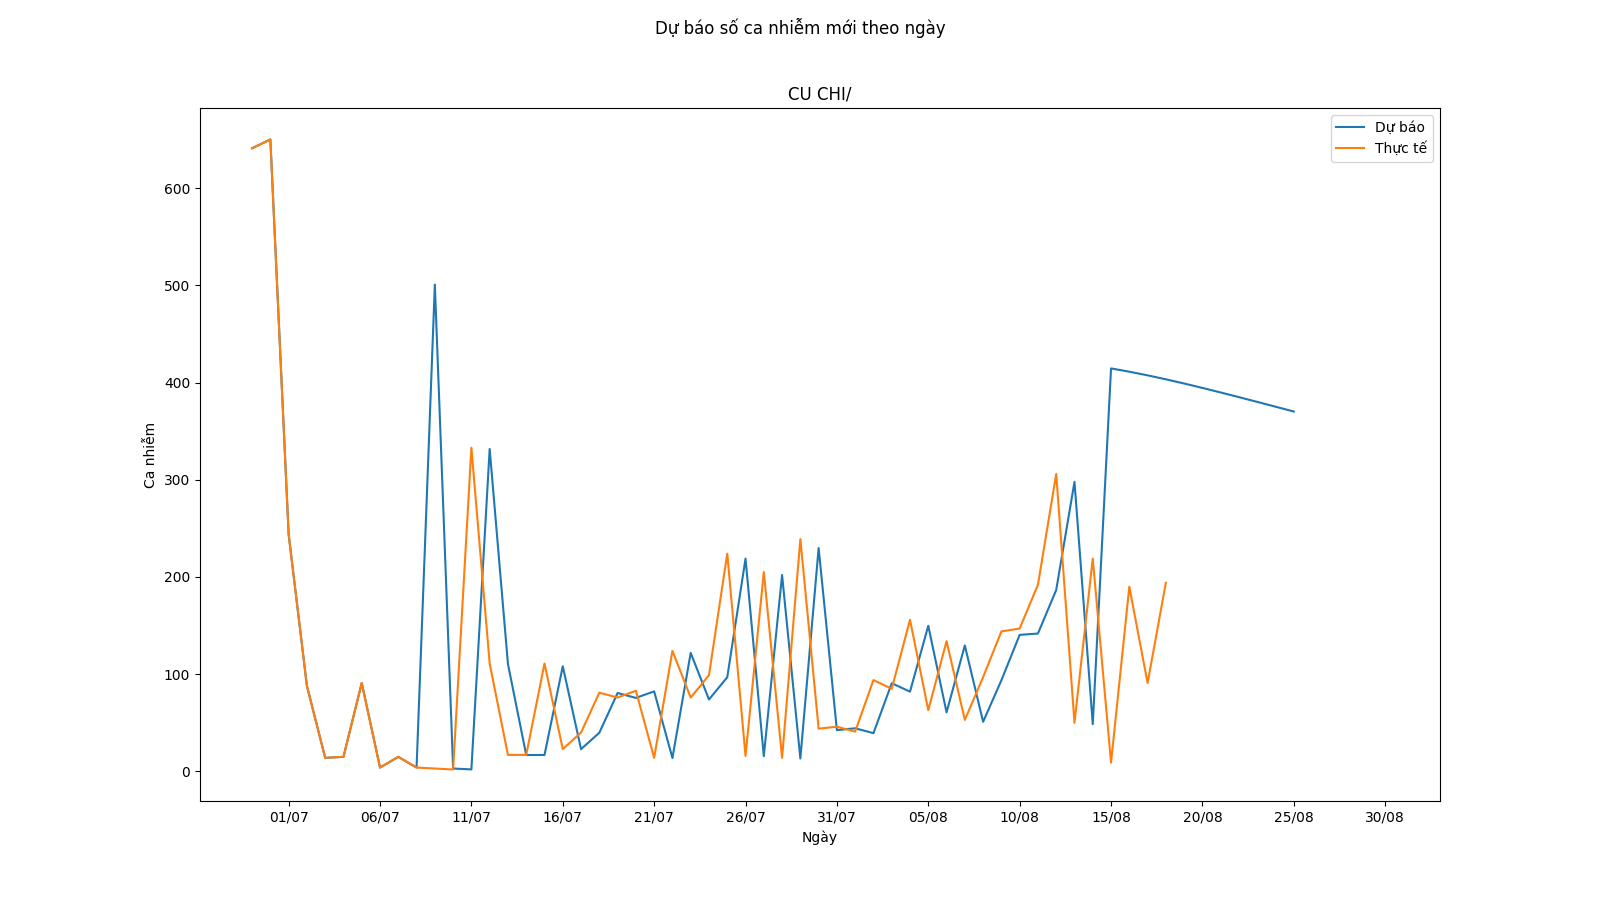 Dự báo số ca nhiễm mới theo ngày
CU CHI/
Dự báo
Thực tế
600
500
400
300
200
100
0
Ca nhiễm
01/07 06/07 11/07 16/07 21/07 26/07 31/07 05/08 10/08 15/08 20/08 25/08 30/08
Ngày